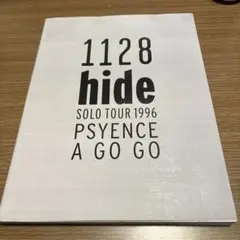 1128
hide
SOLO TOUR 1996
PSYENCE
A GO GO